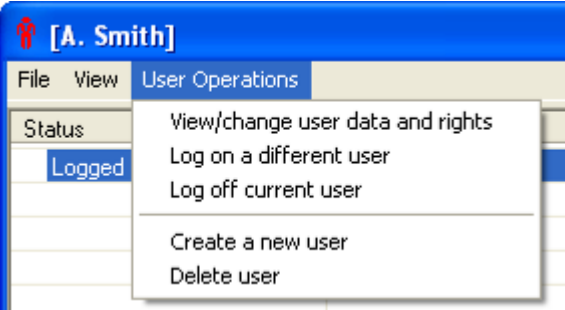 [A. Smith]
File View User Operations
Status
Logged
View/change user data and rights
Log on a different user
Log off current user
Create a new user
Delete user